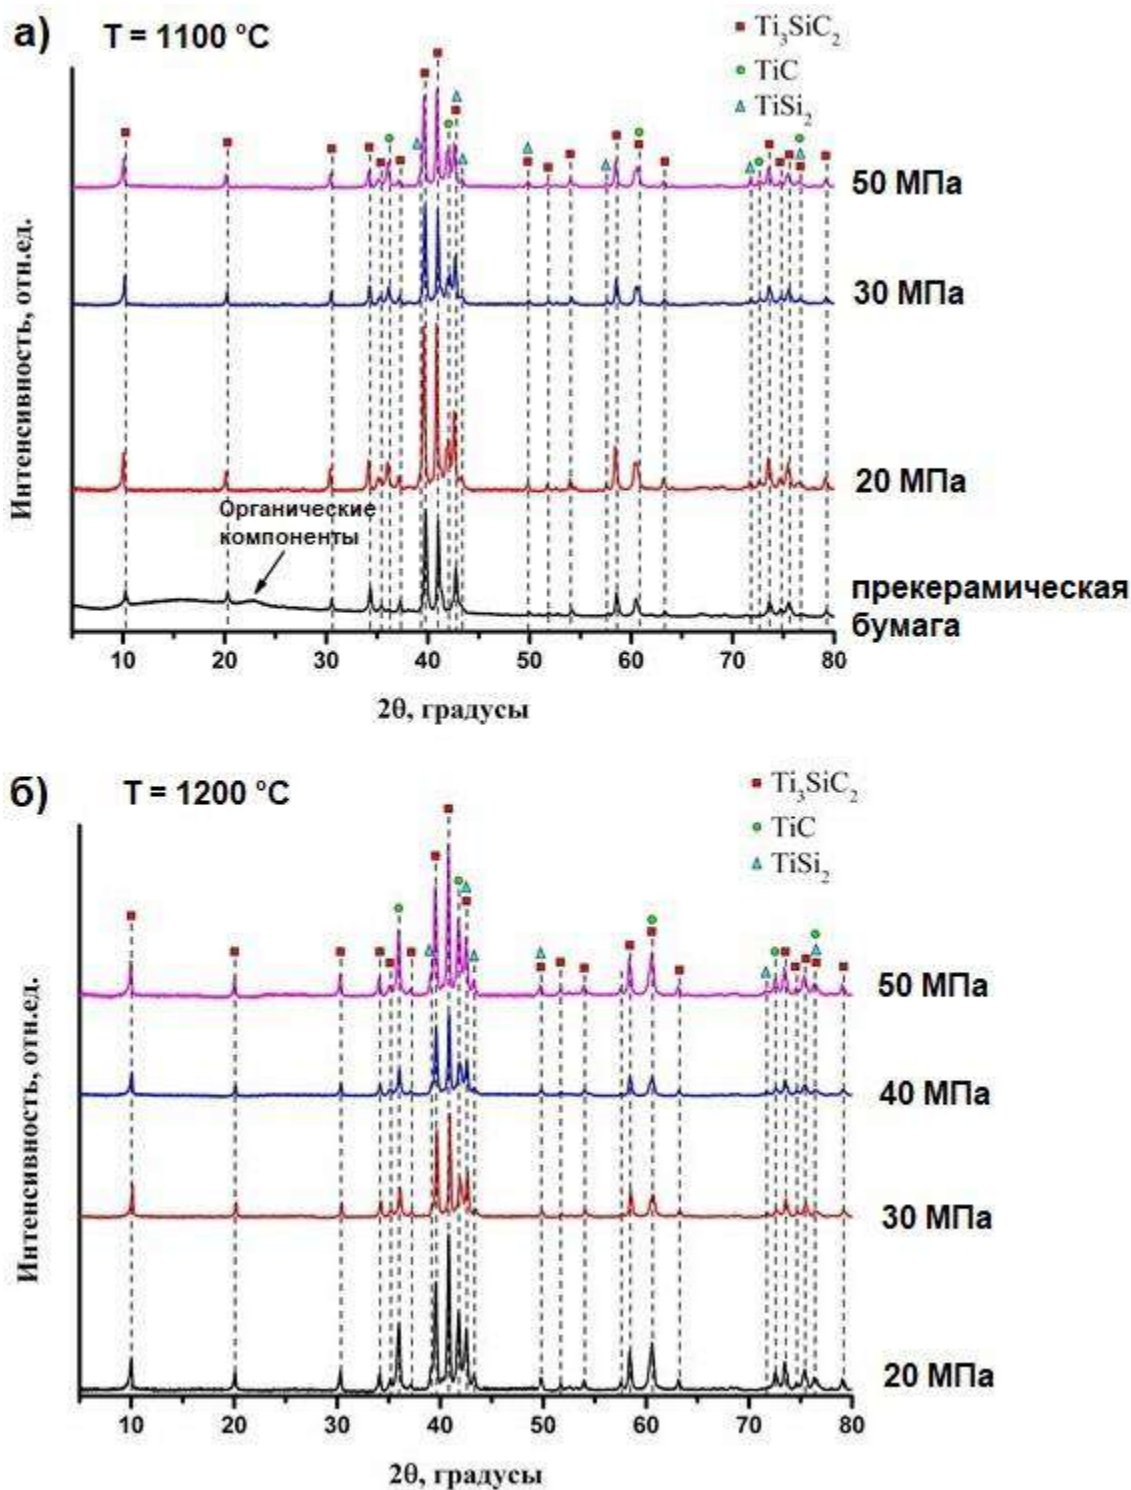 а)
T = 1100 °C
Ti₃SiC₂
TiC
TiSi₂
50 МПа
30 МПа
20 МПа
Органические
компоненты
прекерамическая
бумага
Интенсивность, отн.ед.
10 20 30 40 50 60 70 80
2θ, градусы
б)
T = 1200 °C
Ti₃SiC₂
TiC
TiSi₂
50 МПа
40 МПа
30 МПа
20 МПа
Интенсивность, отн.ед.
10 20 30 40 50 60 70 80
2θ, градусы